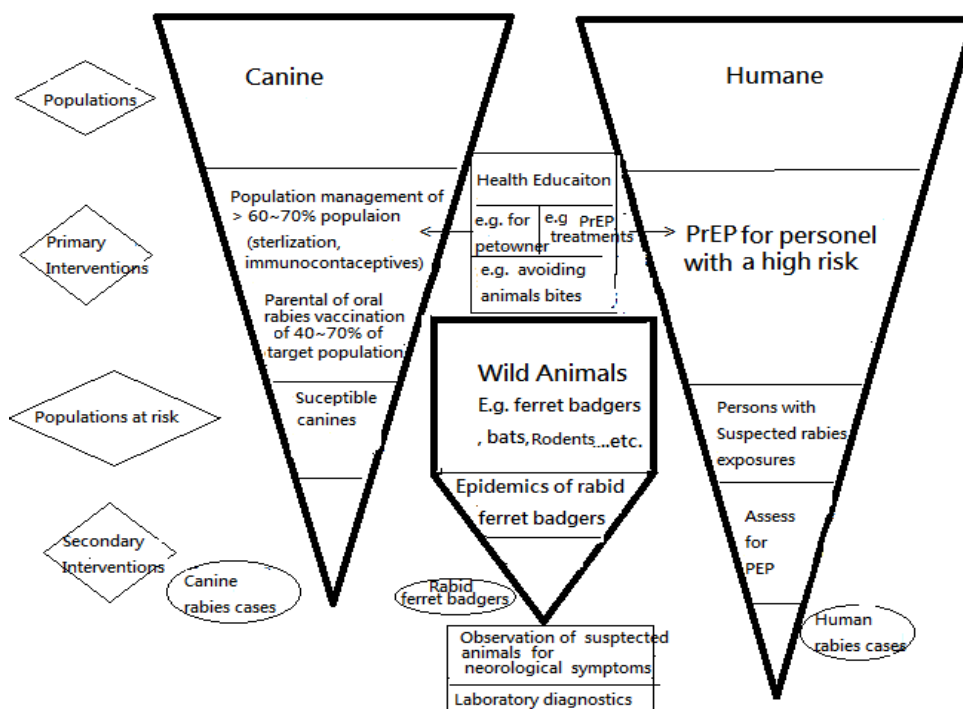 Canine
Humane
Populations
Population management of
> 60~70% populaion
(sterlization,
immunocontaceptives)
Parental of oral
rabies vaccination
of 40~70% of
target population
Health Educaiton
e.g. for
petowner
e.g PrEP
treatments
e.g. avoiding
animals bites
PrEP for personel
with a high risk
Primary
Interventions
Wild Animals
E.g. ferret badgers
, bats, Rodents....etc.
Populations at risk
Suceptible
canines
Persons with
Suspected rabies
exposures
Epidemics of rabid
ferret badgers
Assess
for
PEP
Secondary
Interventions
Canine
rabies cases
Rabid
ferret badgers
Human
rabies cases
Observation of susptected
animals for
neorological symptoms
Laboratory diagnostics